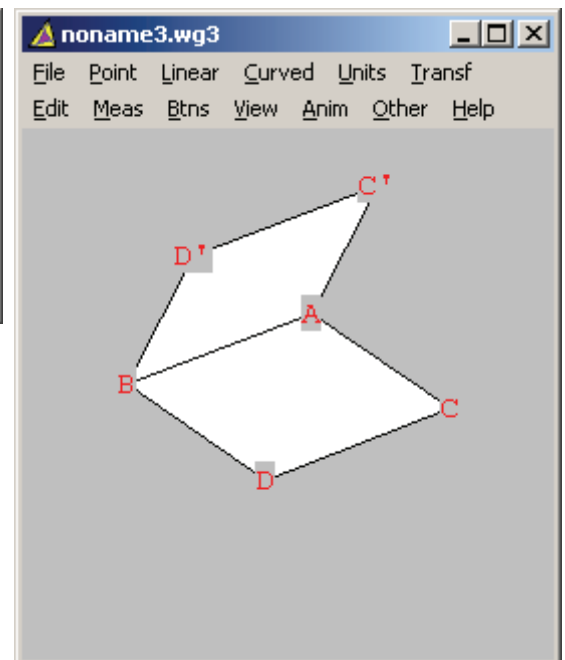 noname3.wg3
File Point Linear Curved Units Transf
Edit Meas Btns View Anim Other Help
C'
D'
A
B
C
D